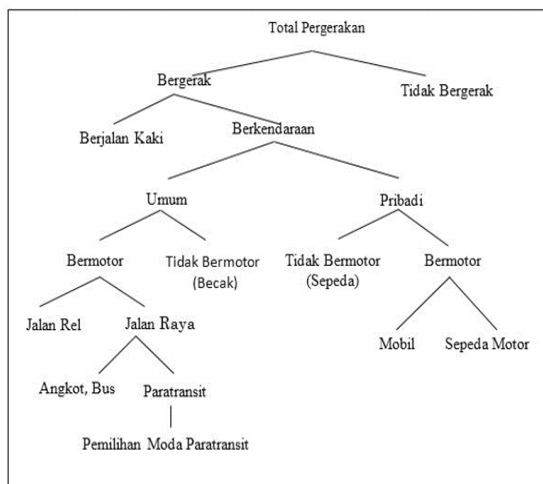 Total Pergerakan
Bergerak
Tidak Bergerak
Berjalan Kaki
Berkendaraan
Umum
Pribadi
Bermotor
Tidak Bermotor
(Becak)
Tidak Bermotor
(Sepeda)
Bermotor
Jalan Rel
Jalan Raya
Mobil
Sepeda Motor
Angkot, Bus
Paratransit
Pemilihan Moda Paratransit